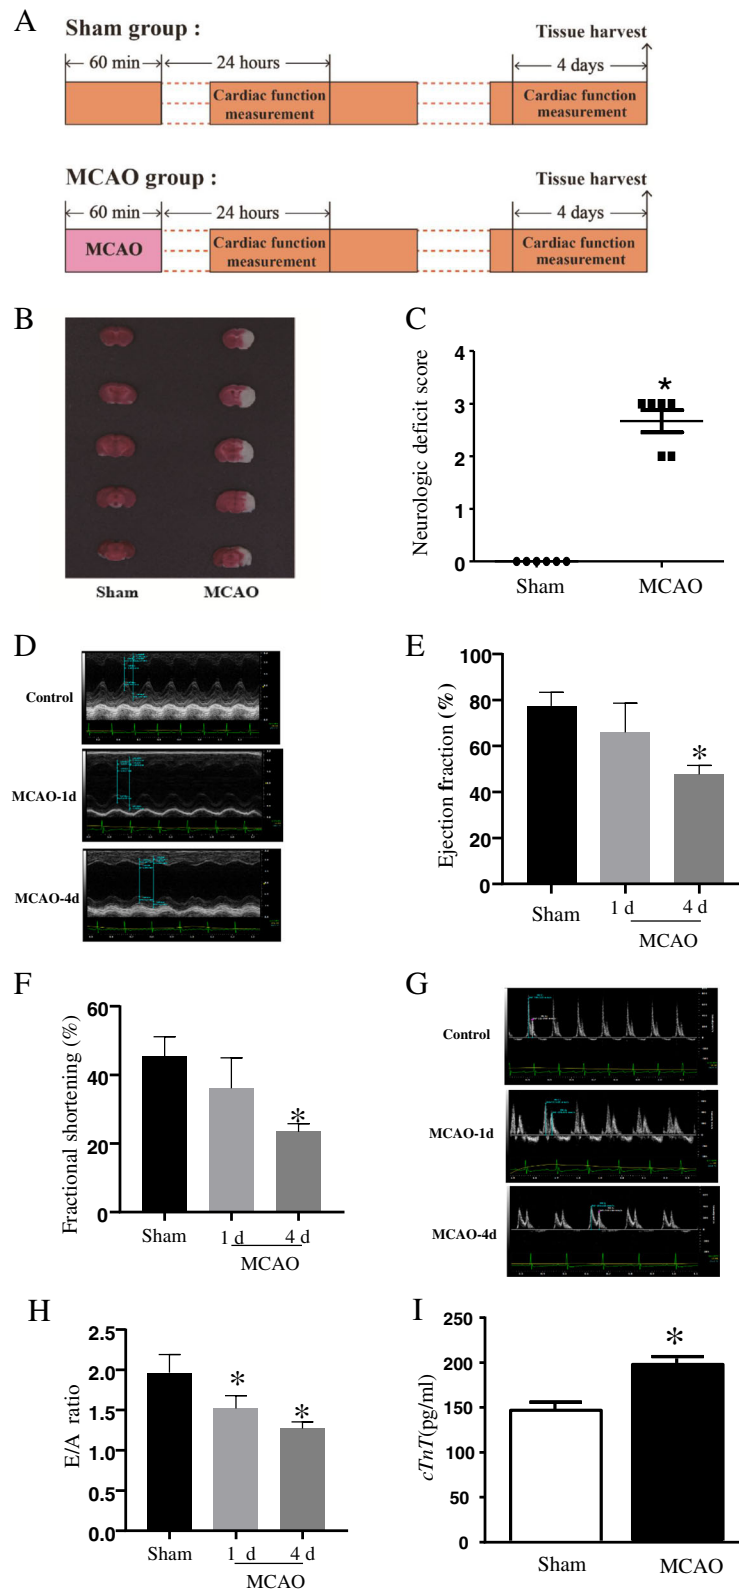 A
Sham group :
Tissue harvest
60 min
24 hours
4 days
Cardiac function
measurement
Cardiac function
measurement
MCAO group :
Tissue harvest
60 min
24 hours
4 days
MCAO
Cardiac function
measurement
Cardiac function
measurement
B
Sham
MCAO
C
Neurologic deficit score
4
3
2
1
0
*
Sham
MCAO
D
Control
MCAO-1d
MCAO-4d
E
Ejection fraction (%)
100
80
60
40
20
0
*
Sham
1 d
4 d
MCAO
F
Fractional shortening (%)
60
40
20
0
*
Sham
1 d
4 d
MCAO
G
Control
MCAO-1d
MCAO-4d
H
E/A ratio
2.5
2.0
1.5
1.0
0.5
0.0
*
*
Sham
1 d
4 d
MCAO
I
cTnT(pg/ml)
250
200
150
100
50
0
*
Sham
MCAO